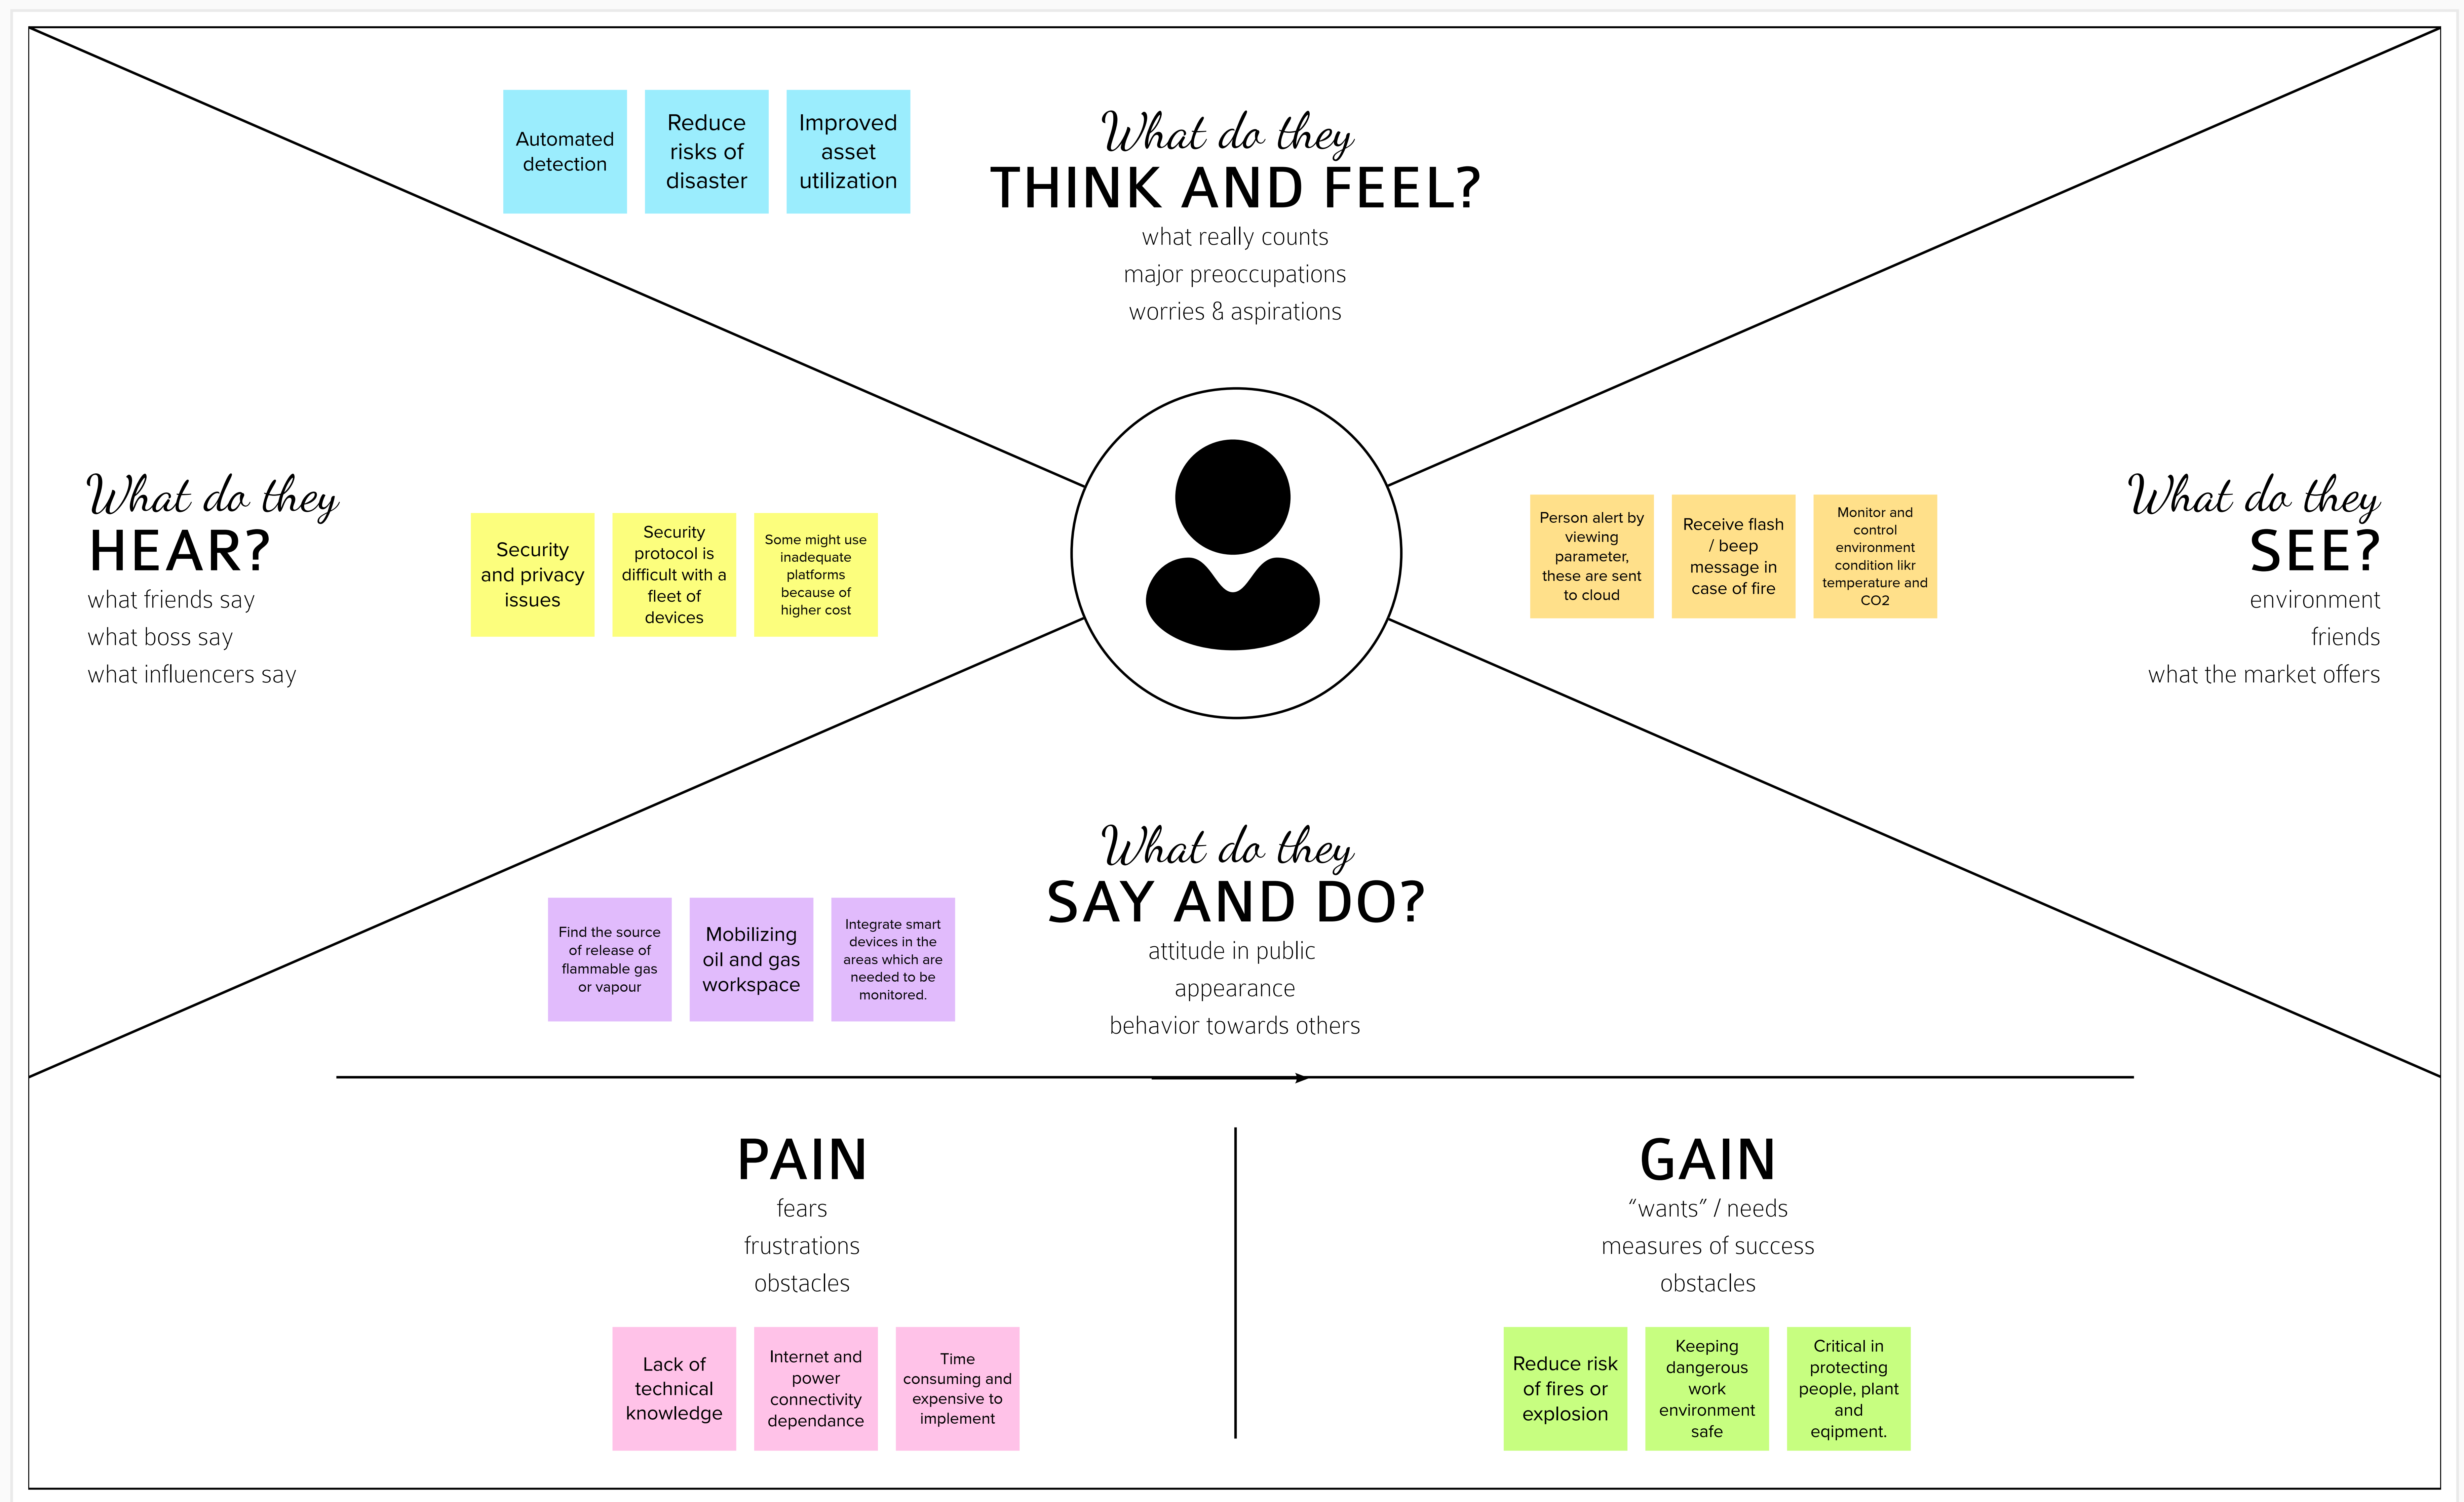 Automated
detection
Reduce
risks of
disaster
Improved
asset
utilization
What do they
THINK AND FEEL?
what really counts
major preoccupations
worries & aspirations
What do they
HEAR?
what friends say
what boss say
what influencers say
Security
and privacy
issues
Security
protocol is
difficult with a
fleet of
devices
Some might use
inadequate
platforms
because of
higher cost
Person alert by
viewing
parameter,
these are sent
to cloud
Receive flash
/ beep
message in
case of fire
Monitor and
control
environment
condition likr
temperature and
CO2
What do they
SEE?
environment
friends
what the market offers
Find the source
of release of
flammable gas
or vapour
Mobilizing
oil and gas
workspace
Integrate smart
devices in the
areas which are
needed to be
monitored.
What do they
SAY AND DO?
attitude in public
appearance
behavior towards others
PAIN
fears
frustrations
obstacles
Lack of
technical
knowledge
Internet and
power
connectivity
dependance
Time
consuming and
expensive to
implement
GAIN
“wants” / needs
measures of success
obstacles
Reduce risk
of fires or
explosion
Keeping
dangerous
work
environment
safe
Critical in
protecting
people, plant
and
eqipment.